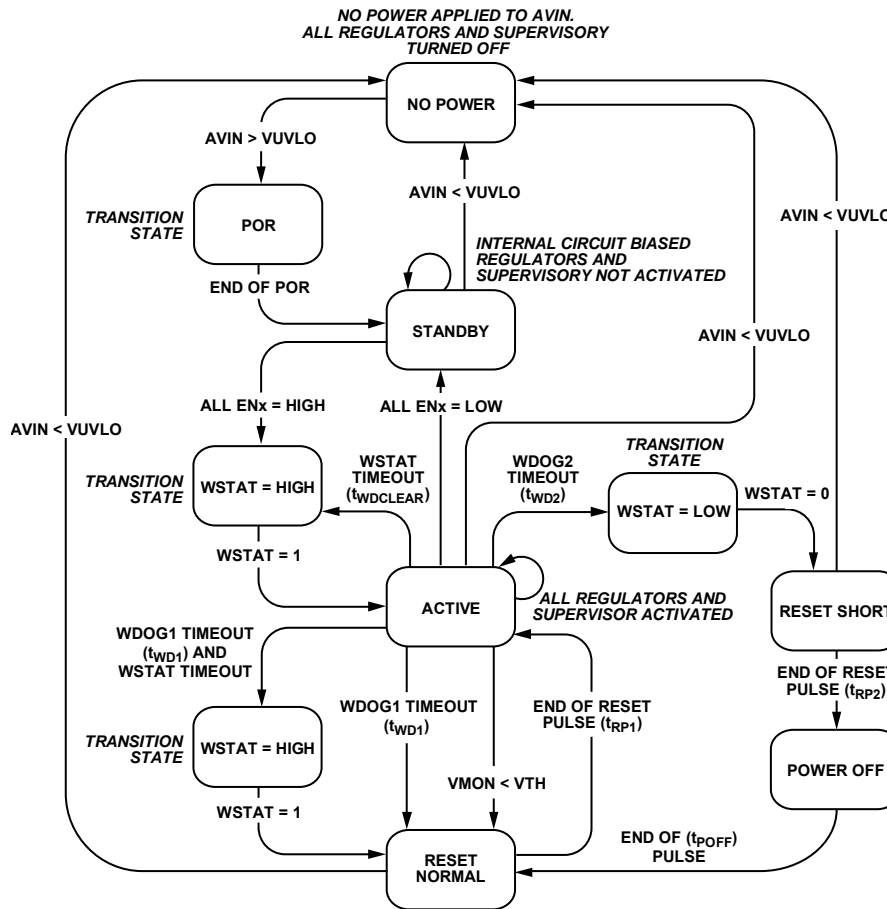 NO POWER APPLIED TO AVIN.
ALL REGULATORS AND SUPERVISORY
TURNED OFF
NO POWER
AVIN > VUVLO
AVIN < VUVLO
TRANSITION
STATE
POR
AVIN < VUVLO
INTERNAL CIRCUIT BIASED
REGULATORS AND
SUPERVISORY NOT ACTIVATED
END OF POR
STANDBY
AVIN < VUVLO
ALL ENx = HIGH
ALL ENx = LOW
AVIN < VUVLO
TRANSITION
STATE
WSTAT = HIGH
WSTAT
TIMEOUT
(tWDCLEAR)
WDOG2
TIMEOUT
(tWD2)
TRANSITION
STATE
WSTAT = LOW
WSTAT = 0
WSTAT = 1
ACTIVE
ALL REGULATORS AND
SUPERVISOR ACTIVATED
RESET SHORT
WDOG1 TIMEOUT
(tWD1) AND
WSTAT TIMEOUT
WDOG1 TIMEOUT
(tWD1)
END OF RESET
PULSE (tRP1)
END OF RESET
PULSE (tRP2)
TRANSITION
STATE
WSTAT = HIGH
POWER OFF
VMON < VTH
WSTAT = 1
END OF (tPOFF)
PULSE
RESET
NORMAL